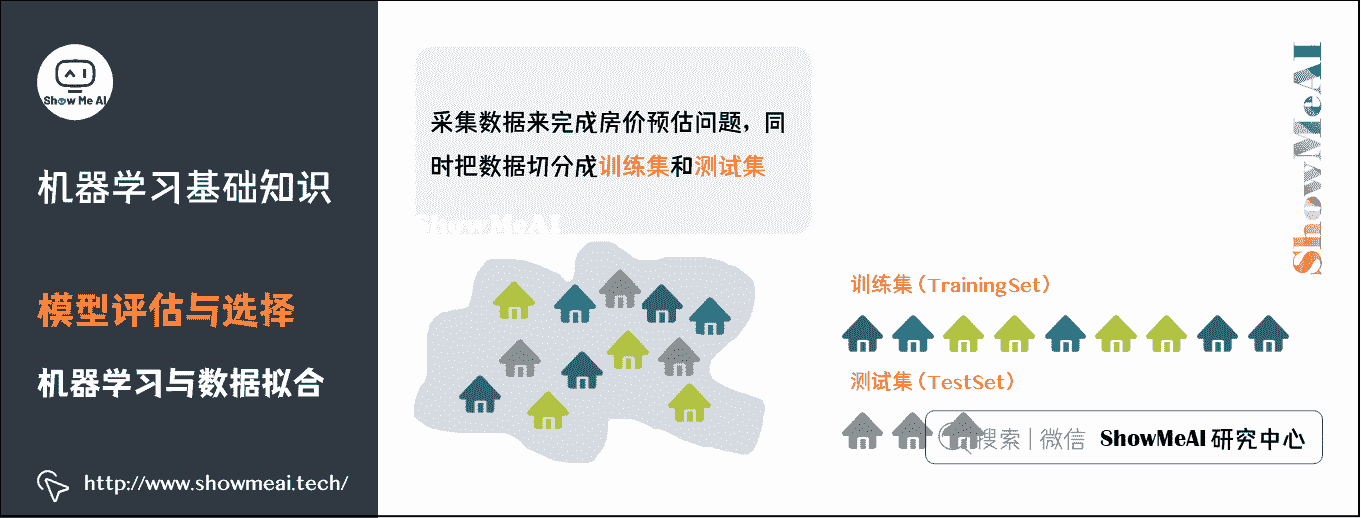 Show Me AI
机器学习基础知识
模型评估与选择
机器学习与数据拟合
http://www.showmeai.tech/
采集数据来完成房价预估问题，同
时把数据切分成训练集和测试集
ShowMeAI
训练集（TrainingSet）
测试集（TestSet）
搜索 | 微信 ShowMeAI 研究中心
ShowMeAI